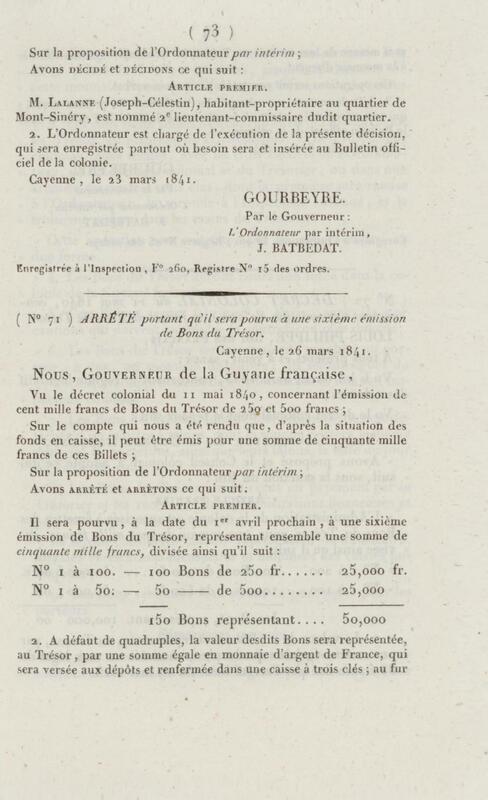 ( 73 )
Sur la proposition de l'Ordonnateur par intérim ;
Avons DÉCIDÉ et DÉCIDONS ce qui suit :
ARTICLE PREMIER.
M. LALANNE (Joseph-Célestin), habitant-propriétaire au quartier de
Mont-Sinéry, est nommé 2e lieutenant-commissaire dudit quartier.
2. L'Ordonnateur est chargé de l'exécution de la présente décision,
qui sera enregistrée partout où besoin sera et insérée au Bulletin offi-
ciel de la colonie.
Cayenne, le 23 mars 1841.
GOURBEYRE.
Par le Gouverneur :
L'Ordonnateur par intérim,
J. BATBEDAT.
Enregistrée à l'Inspection, F° 260, Registre N° 15 des ordres.
( N° 71 ) ARRÊTÉ portant qu'il sera pourvu à une sixième émission
de Bons du Trésor.
Cayenne, le 26 mars 1841.
NOUS, GOUVERNEUR de la Guyane française,
Vu le décret colonial du 11 mai 1840, concernant l'émission de
cent mille francs de Bons du Trésor de 250 et 500 francs ;
Sur le compte qui nous a été rendu que, d'après la situation des
fonds en caisse, il peut être émis pour une somme de cinquante mille
francs de ces Billets ;
Sur la proposition de l'Ordonnateur par intérim ;
Avons ARRÊTÉ et ARRÊTONS ce qui suit :
ARTICLE PREMIER.
Il sera pourvu, à la date du 1er avril prochain, à une sixième
émission de Bons du Trésor, représentant ensemble une somme de
cinquante mille francs, divisée ainsi qu'il suit :
N° 1 à 100. — 100 Bons de 250 fr...... 25,000 fr.
N° 1 à 50. — 50 —— de 500......... 25,000
150 Bons représentant.... 50,000
2. A défaut de quadruples, la valeur desdits Bons sera représentée,
au Trésor, par une somme égale en monnaie d'argent de France, qui
sera versée aux dépôts et renfermée dans une caisse à trois clés ; au fur